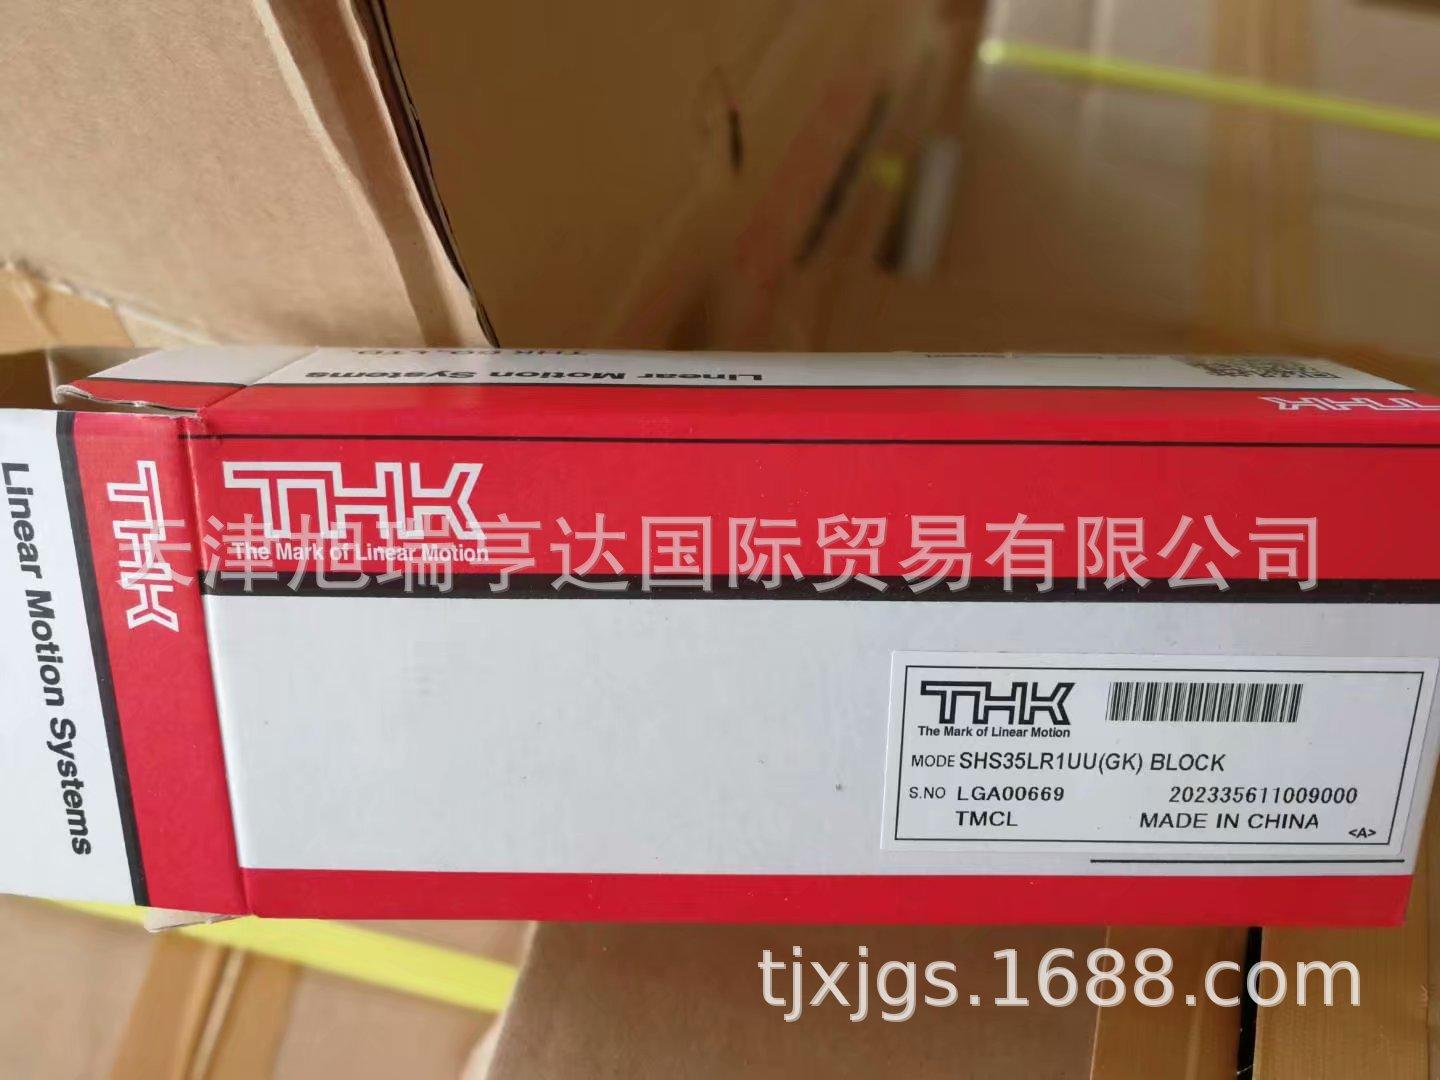 THK CO., LTD.
Linear Motion Systems
THK
Linear Motion Systems
THK
THK
The Mark of Linear Motion
天津旭瑞亨达国际贸易有限公司
THK
The Mark of Linear Motion
MODE SHS35LR1UU(GK) BLOCK
S.NO LGA00669 202335611009000
TMCL MADE IN CHINA <A>
tjxjgs.1688.com